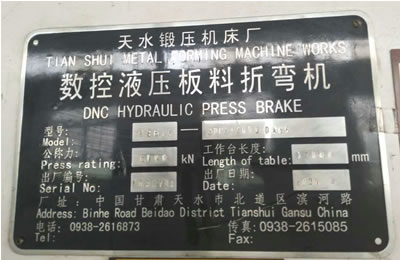 天水锻压机床厂
TIAN SHUI METAL FORMING MACHINE WORKS
数控液压板料折弯机
DNC HYDRAULIC PRESS BRAKE
型号:
Model:
公称力: kN 工作台长度: mm
Press rating: Length of table:
出厂编号: 出厂日期:
Serial No: Date:
厂址:中国甘肃天水市北道区滨河路
Address: Binhe Road Beidao District Tianshui Gansu China
电话: 0938-2616873 传真: 0938-2615085
Tel: Fax: